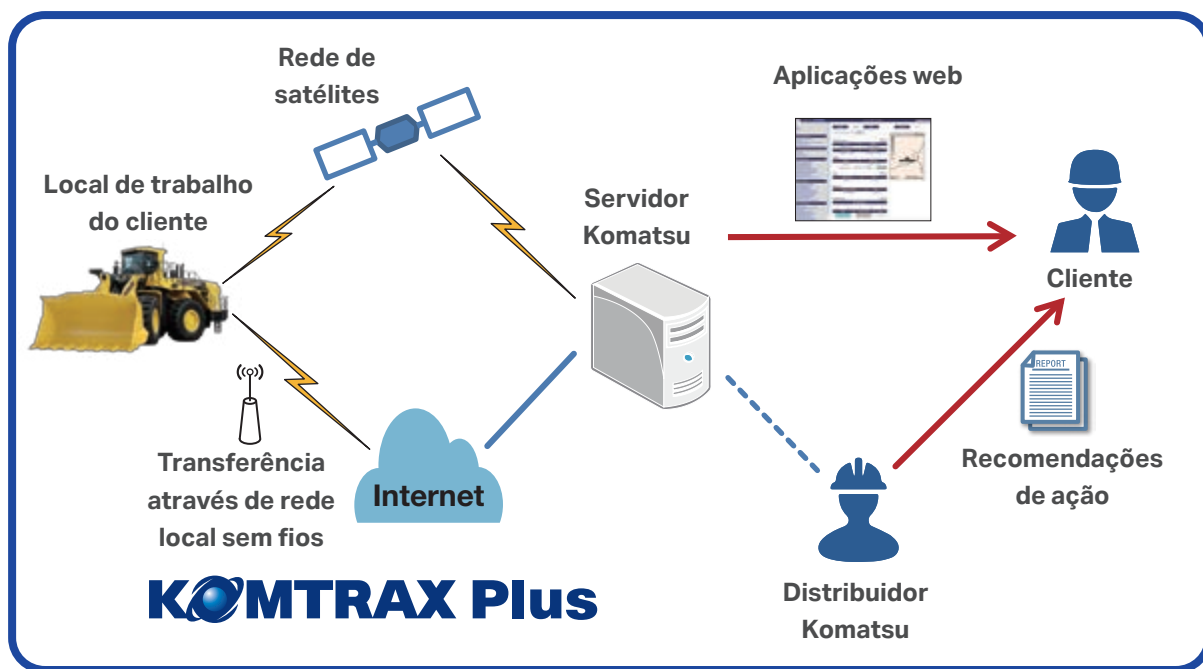 Rede de
satélites
Aplicações web
Local de trabalho
do cliente
Servidor
Komatsu
Cliente
REPORT
Transferência
através de rede
local sem fios
Internet
Recomendações
de ação
KOMTRAX Plus
Distribuidor
Komatsu